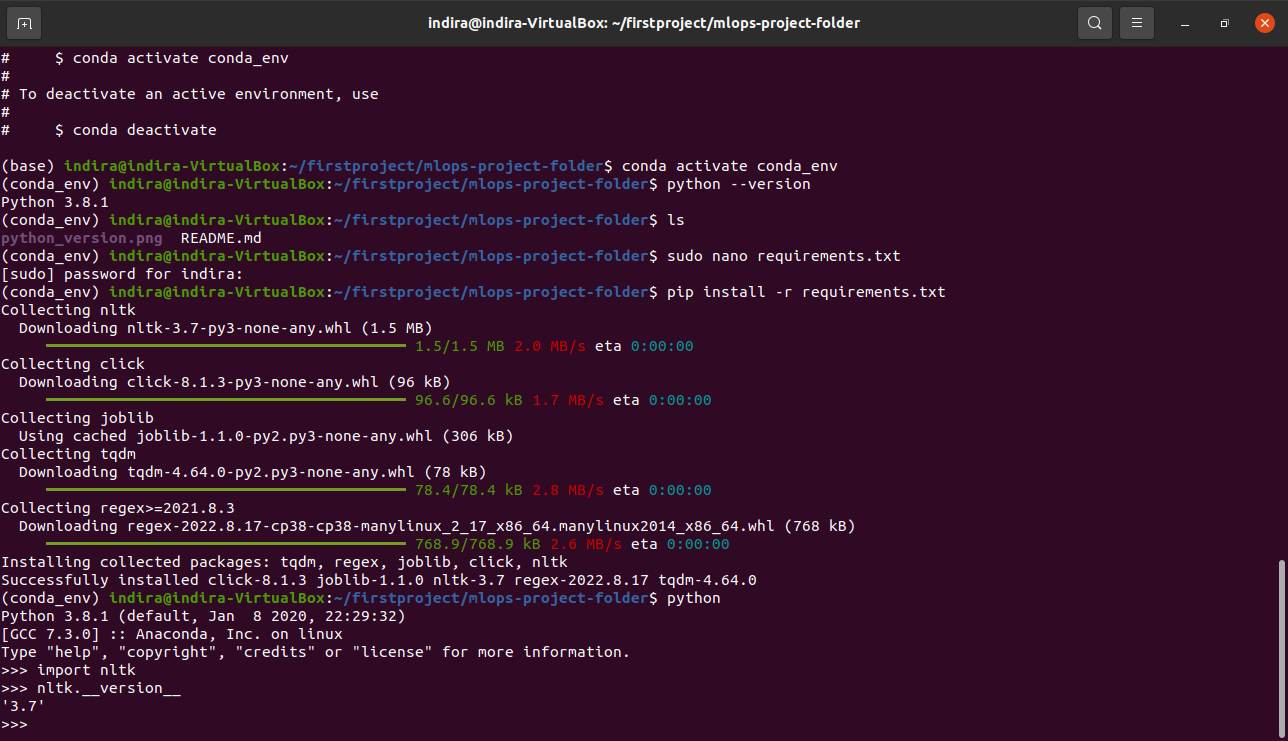 indira@indira-VirtualBox: ~/firstproject/mlops-project-folder
#     $ conda activate conda_env
#
# To deactivate an active environment, use
#
#     $ conda deactivate
(base) indira@indira-VirtualBox:~/firstproject/mlops-project-folder$ conda activate conda_env
(conda_env) indira@indira-VirtualBox:~/firstproject/mlops-project-folder$ python --version
Python 3.8.1
(conda_env) indira@indira-VirtualBox:~/firstproject/mlops-project-folder$ ls
python_version.png  README.md
(conda_env) indira@indira-VirtualBox:~/firstproject/mlops-project-folder$ sudo nano requirements.txt
[sudo] password for indira:
(conda_env) indira@indira-VirtualBox:~/firstproject/mlops-project-folder$ pip install -r requirements.txt
Collecting nltk
  Downloading nltk-3.7-py3-none-any.whl (1.5 MB)
1.5/1.5 MB 2.0 MB/s eta 0:00:00
Collecting click
  Downloading click-8.1.3-py3-none-any.whl (96 kB)
96.6/96.6 kB 1.7 MB/s eta 0:00:00
Collecting joblib
  Using cached joblib-1.1.0-py2.py3-none-any.whl (306 kB)
Collecting tqdm
  Downloading tqdm-4.64.0-py2.py3-none-any.whl (78 kB)
78.4/78.4 kB 2.8 MB/s eta 0:00:00
Collecting regex>=2021.8.3
  Downloading regex-2022.8.17-cp38-cp38-manylinux_2_17_x86_64.manylinux2014_x86_64.whl (768 kB)
768.9/768.9 kB 2.6 MB/s eta 0:00:00
Installing collected packages: tqdm, regex, joblib, click, nltk
Successfully installed click-8.1.3 joblib-1.1.0 nltk-3.7 regex-2022.8.17 tqdm-4.64.0
(conda_env) indira@indira-VirtualBox:~/firstproject/mlops-project-folder$ python
Python 3.8.1 (default, Jan  8 2020, 22:29:32)
[GCC 7.3.0] :: Anaconda, Inc. on linux
Type "help", "copyright", "credits" or "license" for more information.
>>> import nltk
>>> nltk.__version__
'3.7'
>>>